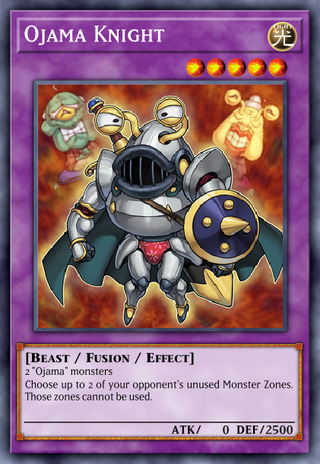 Ojama Knight
LIGHT
光
[Beast / Fusion / Effect]
2 "Ojama" monsters
Choose up to 2 of your opponent's unused Monster Zones.
Those zones cannot be used.
ATK/ 0 DEF/2500